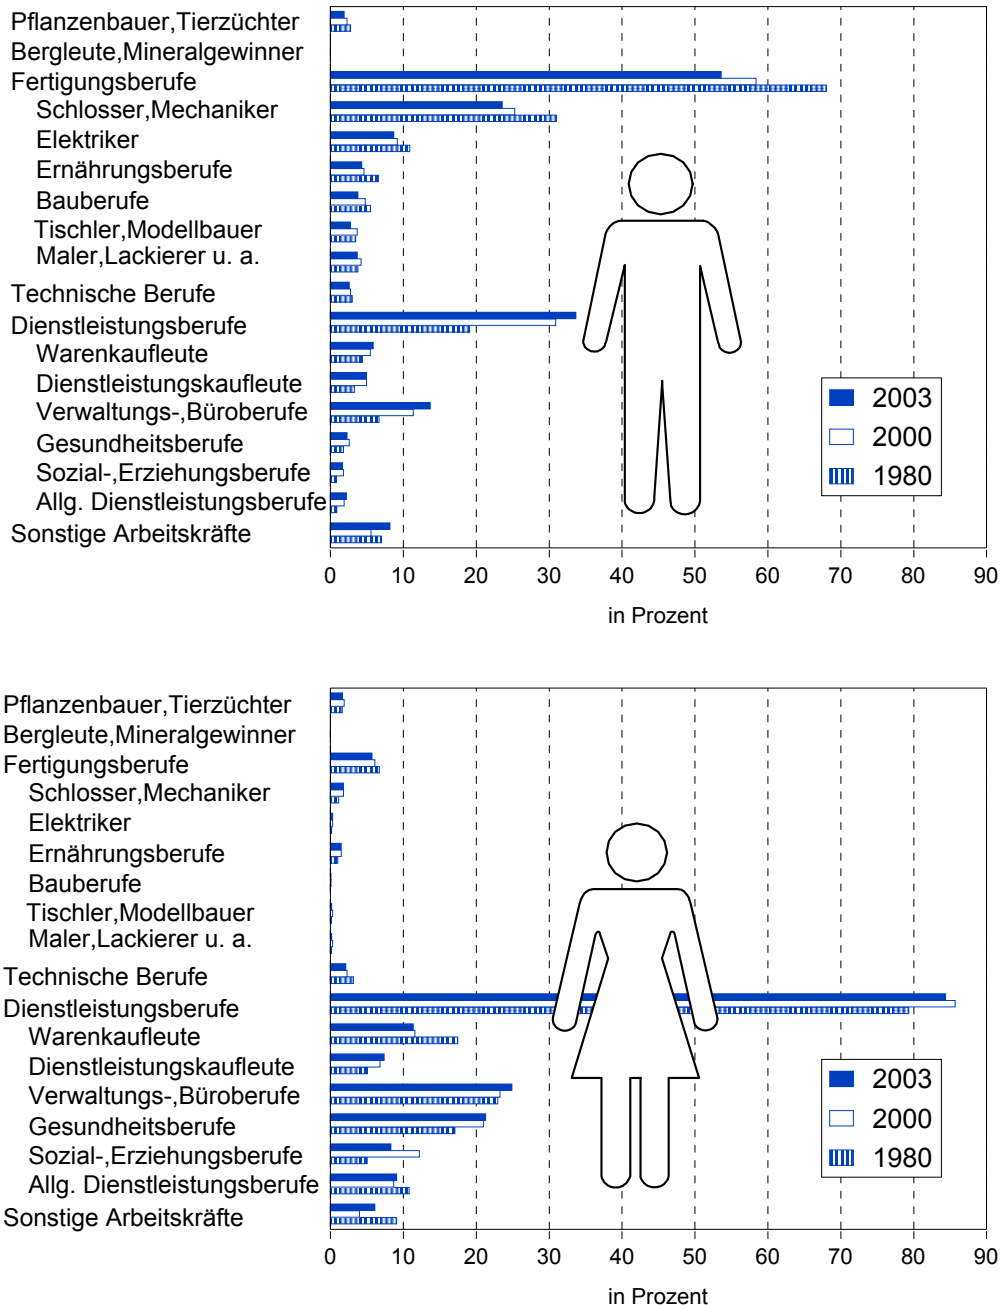 Pflanzenbauer,Tierzüchter
Bergleute,Mineralgewinner
Fertigungsberufe
Schlosser,Mechaniker
Elektriker
Ernährungsberufe
Bauberufe
Tischler,Modellbauer
Maler,Lackierer u. a.
Technische Berufe
Dienstleistungsberufe
Warenkaufleute
Dienstleistungskaufleute
Verwaltungs-,Büroberufe
Gesundheitsberufe
Sozial-,Erziehungsberufe
Allg. Dienstleistungsberufe
Sonstige Arbeitskräfte
2003
2000
1980
0 10 20 30 40 50 60 70 80 90
in Prozent
Pflanzenbauer,Tierzüchter
Bergleute,Mineralgewinner
Fertigungsberufe
Schlosser,Mechaniker
Elektriker
Ernährungsberufe
Bauberufe
Tischler,Modellbauer
Maler,Lackierer u. a.
Technische Berufe
Dienstleistungsberufe
Warenkaufleute
Dienstleistungskaufleute
Verwaltungs-,Büroberufe
Gesundheitsberufe
Sozial-,Erziehungsberufe
Allg. Dienstleistungsberufe
Sonstige Arbeitskräfte
2003
2000
1980
0 10 20 30 40 50 60 70 80 90
in Prozent